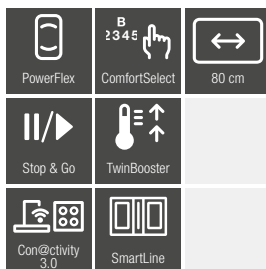 B
2345
PowerFlex
ComfortSelect
80 cm
Stop & Go
TwinBooster
Con@ctivity
3.0
SmartLine